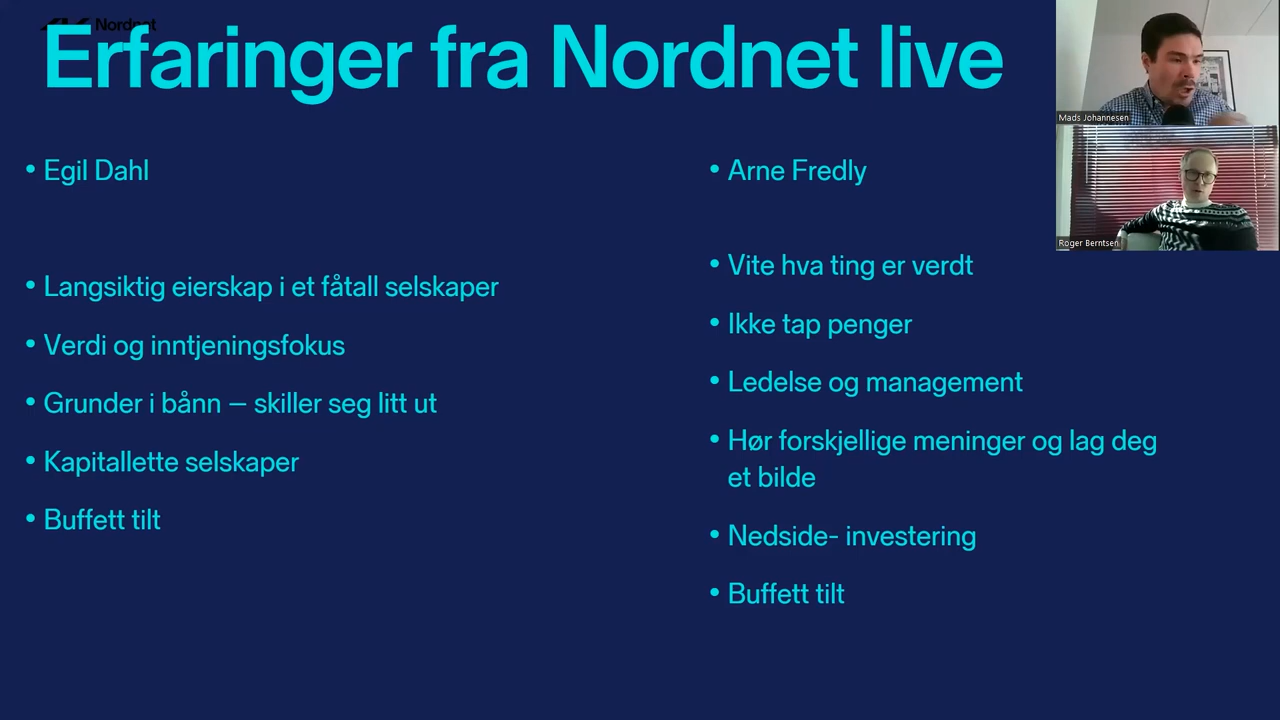 Nordnet
Erfaringer fra Nordnet live
Mads Johannesen
Roger Berntsen
• Egil Dahl
• Langsiktig eierskap i et fåtall selskaper
• Verdi og inntjeningsfokus
• Grunder i bånn – skiller seg litt ut
• Kapitallette selskaper
• Buffett tilt
• Arne Fredly
• Vite hva ting er verdt
• Ikke tap penger
• Ledelse og management
• Hør forskjellige meninger og lag deg
et bilde
• Nedside- investering
• Buffett tilt